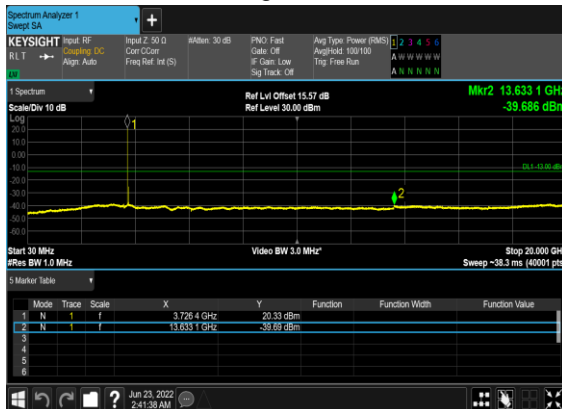 Spectrum Analyzer 1
Swept SA
+
KEYSIGHT Input: RF Input Z: 50 Ω #Atten: 30 dB PNO: Fast Avg Type: Power (RMS) 1 2 3 4 5 6
RLT Coupling: DC Corr CCorr Gate: Off Avg|Hold: 100/100 A W W W W W
Align: Auto Freq Ref: Int (S) IF Gain: Low Trig: Free Run
Sig Track: Off A N N N N N
1 Spectrum Ref Lvl Offset 15.57 dB Mkr2 13.633 1 GHz
Scale/Div 10 dB Ref Level 30.00 dBm -39.686 dBm
Log
20.0
10.0
0.00
-10.0
-20.0
-30.0
-40.0
-50.0
-60.0
1
DL1 -13.00 dBm
2
Start 30 MHz Video BW 3.0 MHz* Stop 20.000 GHz
#Res BW 1.0 MHz Sweep ~38.3 ms (40001 pts)
5 Marker Table
Mode Trace Scale X Y Function Function Width Function Value
1 N 1 f 3.726 4 GHz 20.33 dBm
2 N 1 f 13.633 1 GHz -39.69 dBm
3
4
5
6
?
Jun 23, 2022
2:41:38 AM